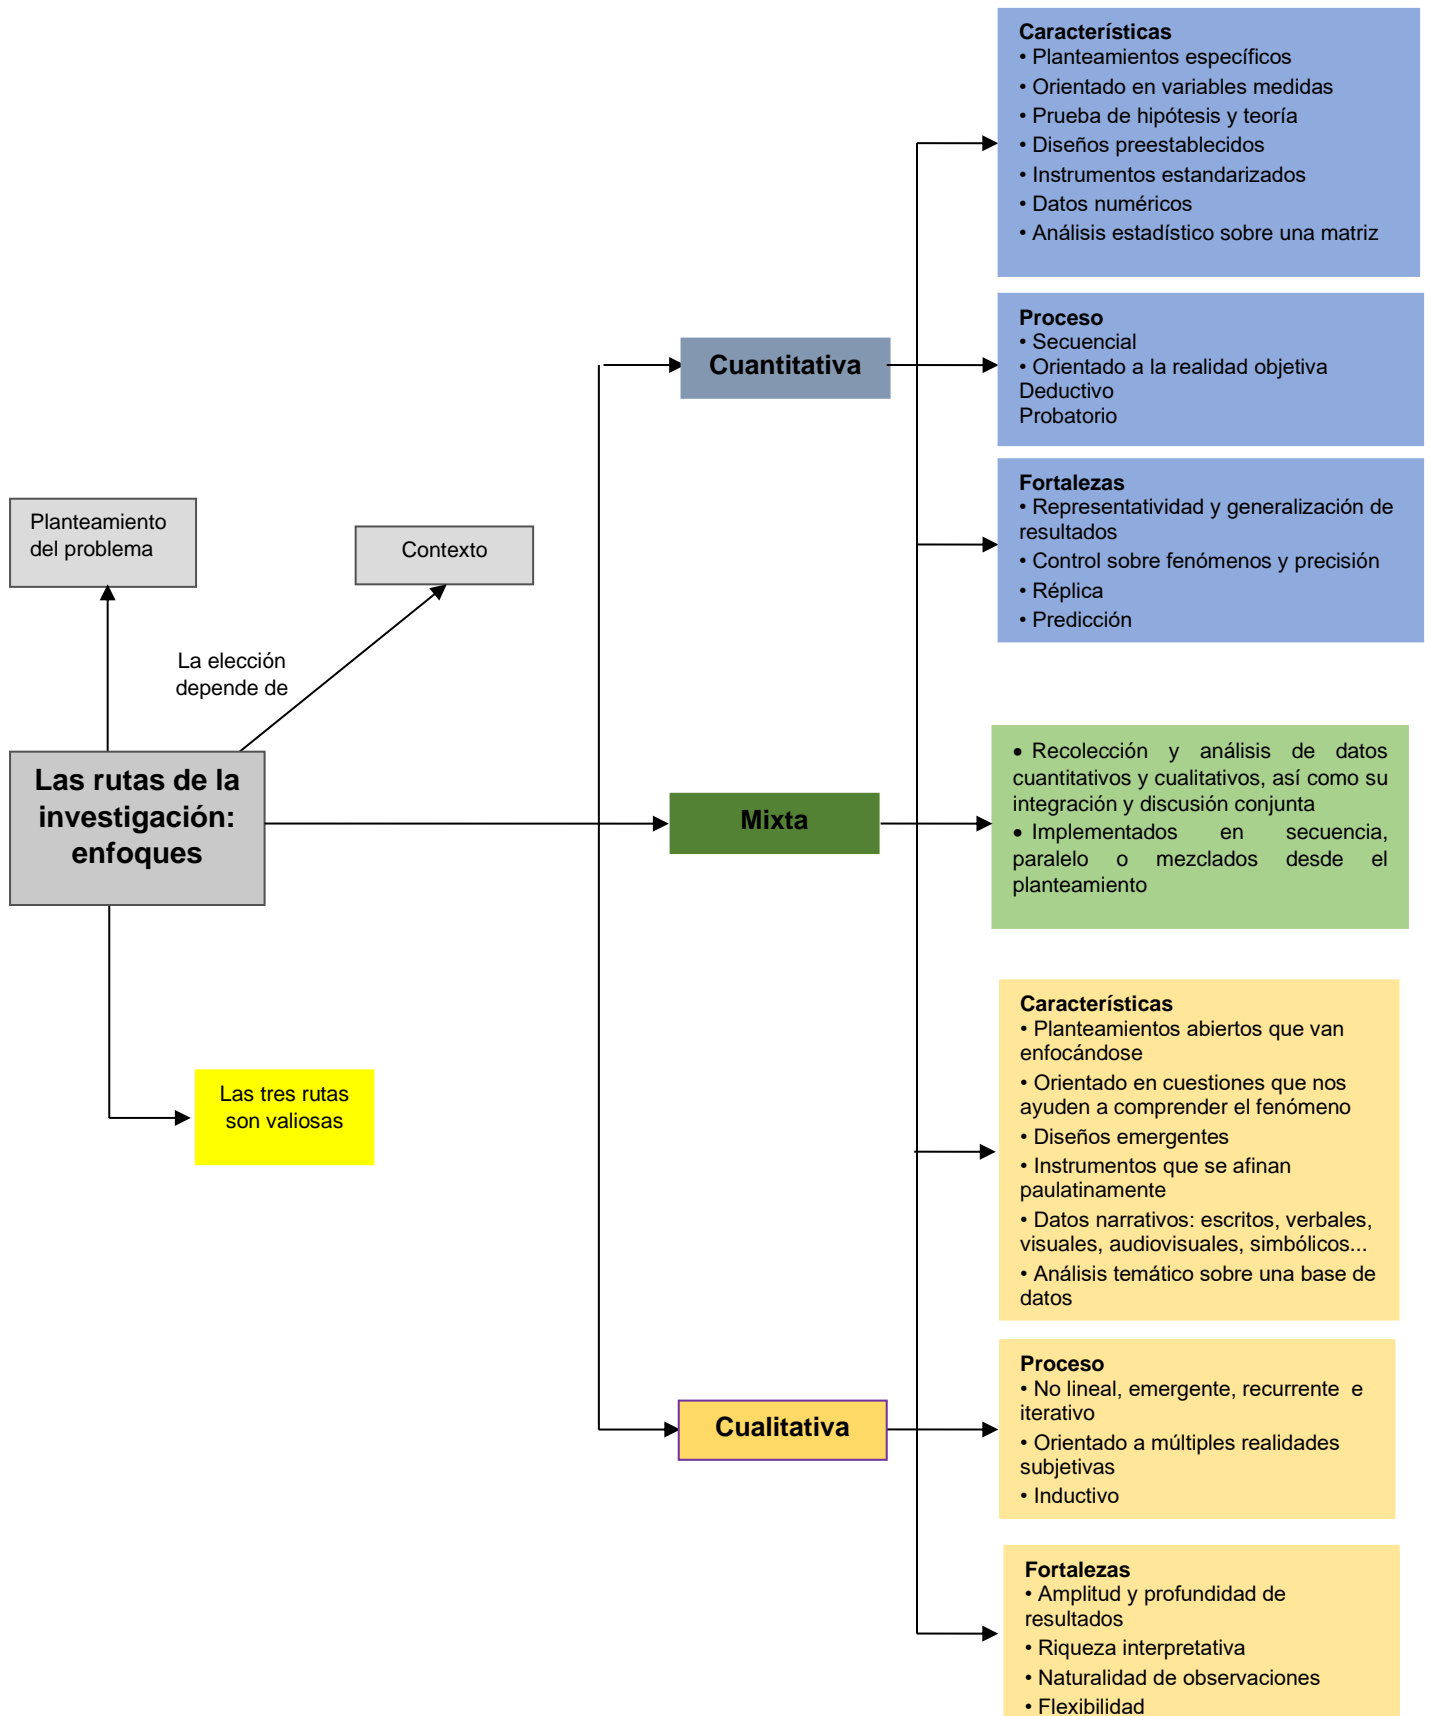 Planteamiento
del problema
Contexto
La elección
depende de
Las rutas de la
investigación:
enfoques
Las tres rutas
son valiosas
Cuantitativa
Características
• Planteamientos específicos
• Orientado en variables medidas
• Prueba de hipótesis y teoría
• Diseños preestablecidos
• Instrumentos estandarizados
• Datos numéricos
• Análisis estadístico sobre una matriz
Proceso
• Secuencial
• Orientado a la realidad objetiva
Deductivo
Probatorio
Fortalezas
• Representatividad y generalización de
resultados
• Control sobre fenómenos y precisión
• Réplica
• Predicción
Mixta
• Recolección y análisis de datos
cuantitativos y cualitativos, así como su
integración y discusión conjunta
• Implementados en secuencia,
paralelo o mezclados desde el
planteamiento
Cualitativa
Características
• Planteamientos abiertos que van
enfocándose
• Orientado en cuestiones que nos
ayuden a comprender el fenómeno
• Diseños emergentes
• Instrumentos que se afinan
paulatinamente
• Datos narrativos: escritos, verbales,
visuales, audiovisuales, simbólicos...
• Análisis temático sobre una base de
datos
Proceso
• No lineal, emergente, recurrente e
iterativo
• Orientado a múltiples realidades
subjetivas
• Inductivo
Fortalezas
• Amplitud y profundidad de
resultados
• Riqueza interpretativa
• Naturalidad de observaciones
• Flexibilidad